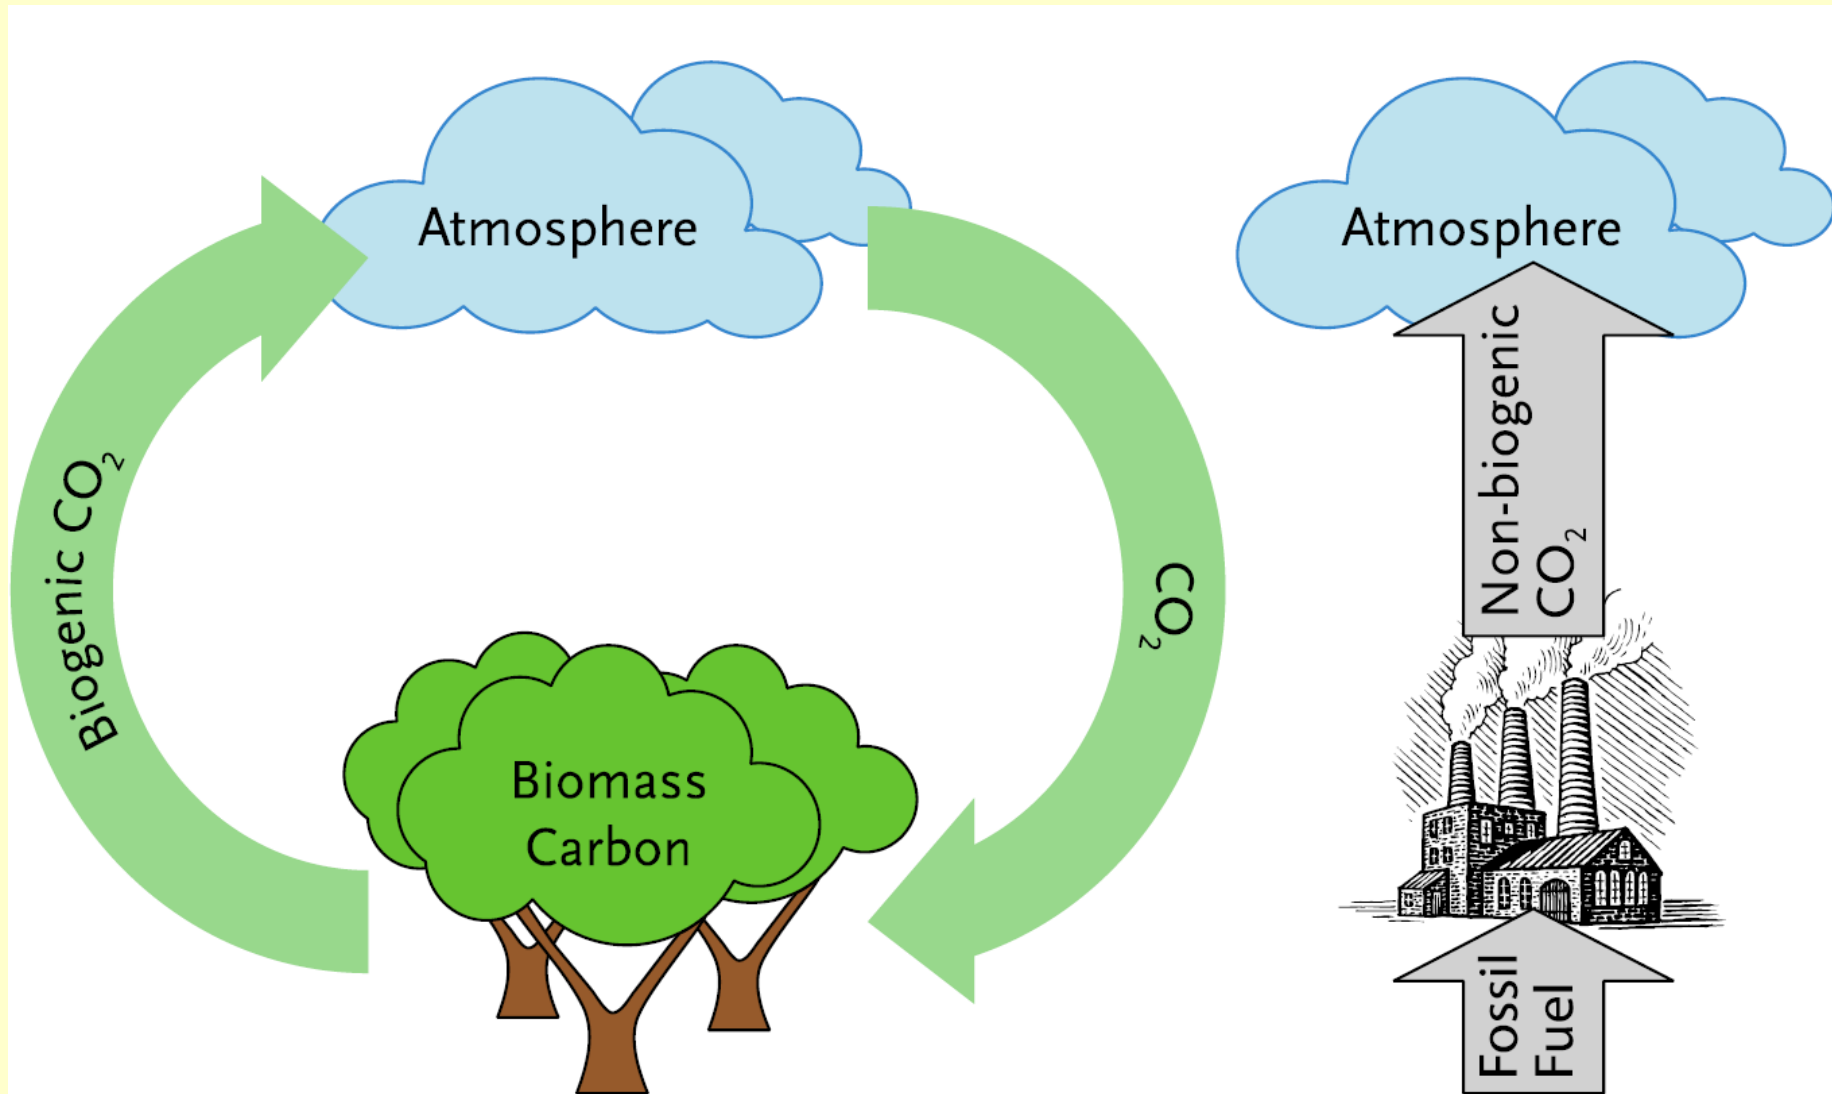 Atmosphere
Biogenic CO₂
CO₂
Biomass
Carbon
Atmosphere
Non-biogenic
CO₂
Fossil
Fuel